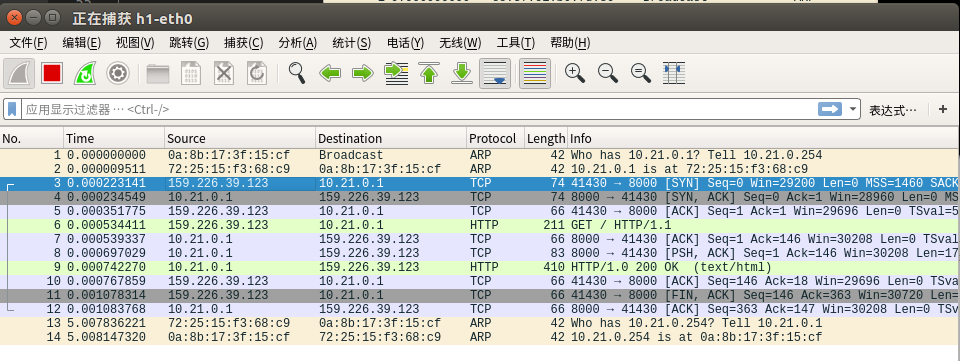 正在捕获 h1-eth0
文件(F) 编辑(E) 视图(V) 跳转(G) 捕获(C) 分析(A) 统计(S) 电话(Y) 无线(W) 工具(T) 帮助(H)
应用显示过滤器 … <Ctrl-/> 表达式… +
No. Time Source Destination Protocol Length Info
1 0.000000000 0a:8b:17:3f:15:cf Broadcast ARP 42 Who has 10.21.0.1? Tell 10.21.0.254
2 0.000009511 72:25:15:f3:68:c9 0a:8b:17:3f:15:cf ARP 42 10.21.0.1 is at 72:25:15:f3:68:c9
3 0.000223141 159.226.39.123 10.21.0.1 TCP 74 41430 → 8000 [SYN] Seq=0 Win=29200 Len=0 MSS=1460 SACK
4 0.000234549 10.21.0.1 159.226.39.123 TCP 74 8000 → 41430 [SYN, ACK] Seq=0 Ack=1 Win=28960 Len=0 MS
5 0.000351775 159.226.39.123 10.21.0.1 TCP 66 41430 → 8000 [ACK] Seq=1 Ack=1 Win=29696 Len=0 TSval=5
6 0.000534411 159.226.39.123 10.21.0.1 HTTP 211 GET / HTTP/1.1
7 0.000539337 10.21.0.1 159.226.39.123 TCP 66 8000 → 41430 [ACK] Seq=1 Ack=146 Win=30208 Len=0 TSval
8 0.000697029 10.21.0.1 159.226.39.123 TCP 83 8000 → 41430 [PSH, ACK] Seq=1 Ack=146 Win=30208 Len=17
9 0.000742270 10.21.0.1 159.226.39.123 HTTP 410 HTTP/1.0 200 OK (text/html)
10 0.000767859 159.226.39.123 10.21.0.1 TCP 66 41430 → 8000 [ACK] Seq=146 Ack=18 Win=29696 Len=0 TSva
11 0.001078314 159.226.39.123 10.21.0.1 TCP 66 41430 → 8000 [FIN, ACK] Seq=146 Ack=363 Win=30720 Len=
12 0.001083768 10.21.0.1 159.226.39.123 TCP 66 8000 → 41430 [ACK] Seq=363 Ack=147 Win=30208 Len=0 TSv
13 5.007836221 72:25:15:f3:68:c9 0a:8b:17:3f:15:cf ARP 42 Who has 10.21.0.254? Tell 10.21.0.1
14 5.008147320 0a:8b:17:3f:15:cf 72:25:15:f3:68:c9 ARP 42 10.21.0.254 is at 0a:8b:17:3f:15:cf